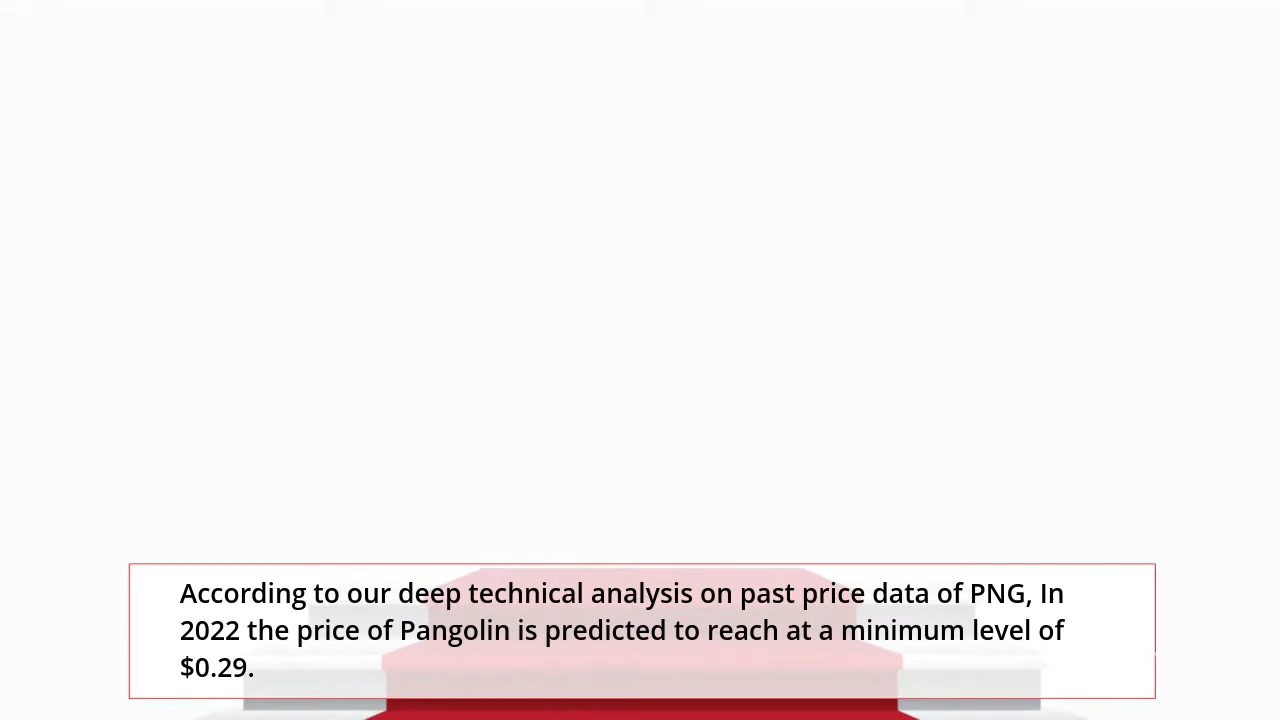 According to our deep technical analysis on past price data of PNG, In
2022 the price of Pangolin is predicted to reach at a minimum level of
$0.29.